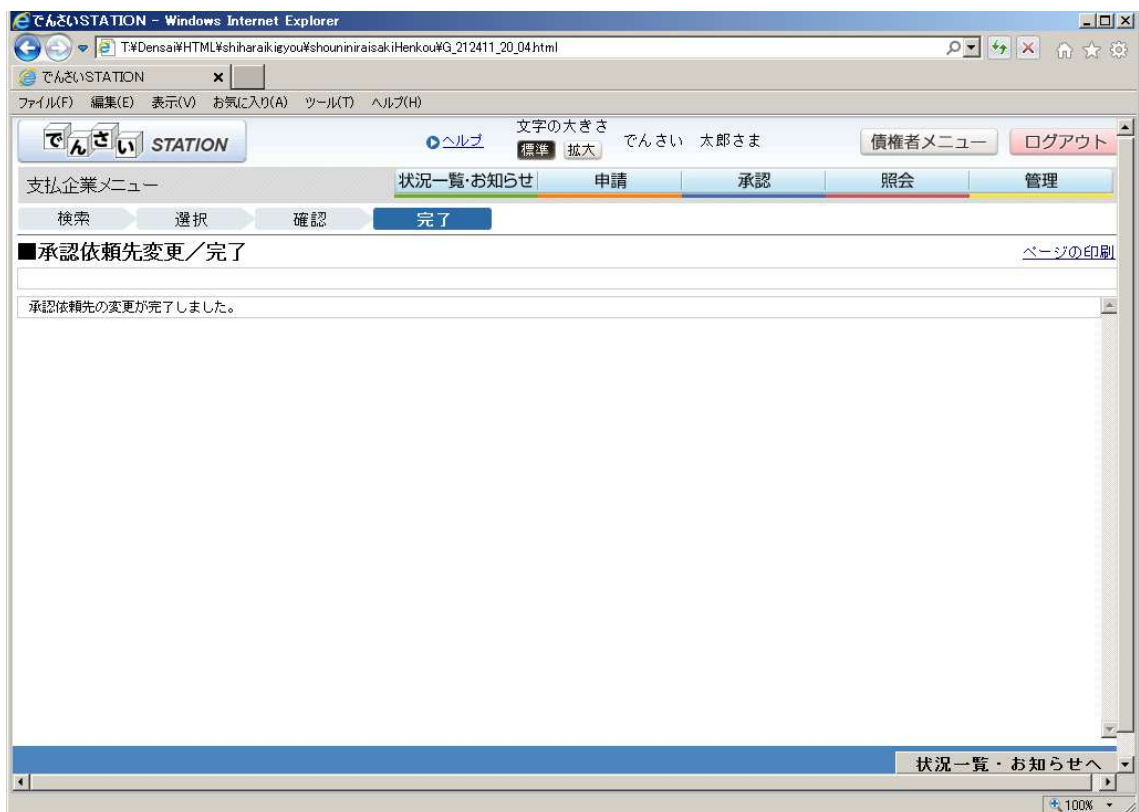 でんさいSTATION - Windows Internet Explorer
T:¥Densai¥HTML¥shiharaikigyou¥shouniniraisakiHenkou¥G_212411_20_04.html
でんさいSTATION
ファイル(F) 編集(E) 表示(V) お気に入り(A) ツール(T) ヘルプ(H)
でんさい STATION
ヘルプ
文字の大きさ
標準 拡大
でんさい 太郎さま
債権者メニュー
ログアウト
支払企業メニュー
状況一覧・お知らせ 申請 承認 照会 管理
検索 選択 確認 完了
■承認依頼先変更／完了
ページの印刷
承認依頼先の変更が完了しました。
状況一覧・お知らせへ
100%